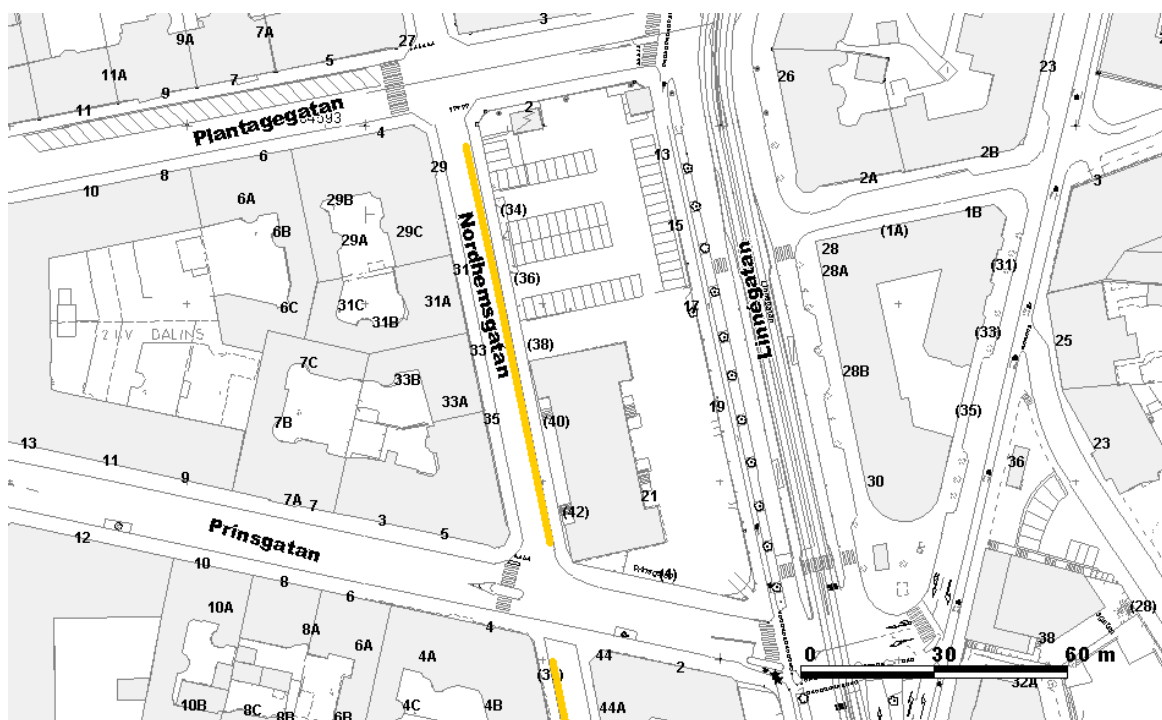 3
27
9A
7A
5
7
9
11A
11
Plantagegatan
4
6
8
10
2
26
23
2B
2A
3
1B
(1A)
13
15
17
19
21
29
29B
29A
29C
6A
6B
6C
31
31A
31B
31C
33
33A
33B
35
(34)
(36)
(38)
(40)
(42)
Nordhemsgatan
Linnégatan
28
28A
28B
30
(31)
(33)
(35)
25
23
36
DALINS
7C
7B
13
11
9
7A
7
3
5
Prinsgatan
12
10
8
6
4
2
(4)
10A
8A
6A
4A
10B
8C
8B
6B
4C
4B
44
44A
38
(28)
32A
0 30 60 m